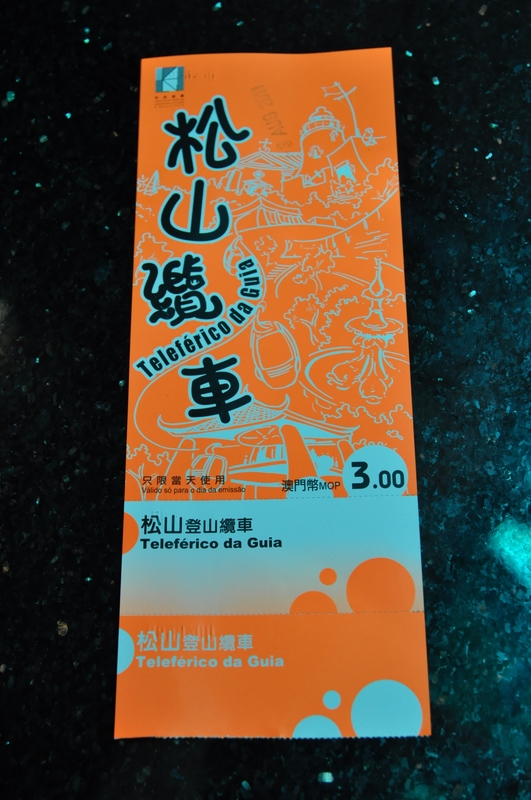 松山纜車
Teleférico da Guia
只限當天使用
Válido só para o dia da emissão
澳門幣MOP 3.00
松山登山纜車
Teleférico da Guia
松山登山纜車
Teleférico da Guia